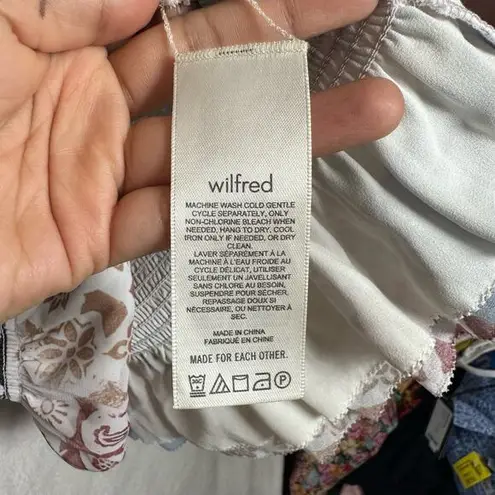 wilfred
MACHINE WASH COLD GENTLE
CYCLE SEPARATELY, ONLY
NON-CHLORINE BLEACH WHEN
NEEDED, HANG TO DRY, COOL
IRON ONLY IF NEEDED, OR DRY
CLEAN.
LAVER SÉPARÉMENT À LA
MACHINE À L'EAU FROIDE AU
CYCLE DÉLICAT, UTILISER
SEULEMENT UN JAVELLISANT
SANS CHLORE AU BESOIN,
SUSPENDRE POUR SÉCHER,
REPASSAGE DOUX SI
NÉCESSAIRE, OU NETTOYER À
SEC.
MADE IN CHINA
FABRIQUÉ EN CHINE
MADE FOR EACH OTHER.
P